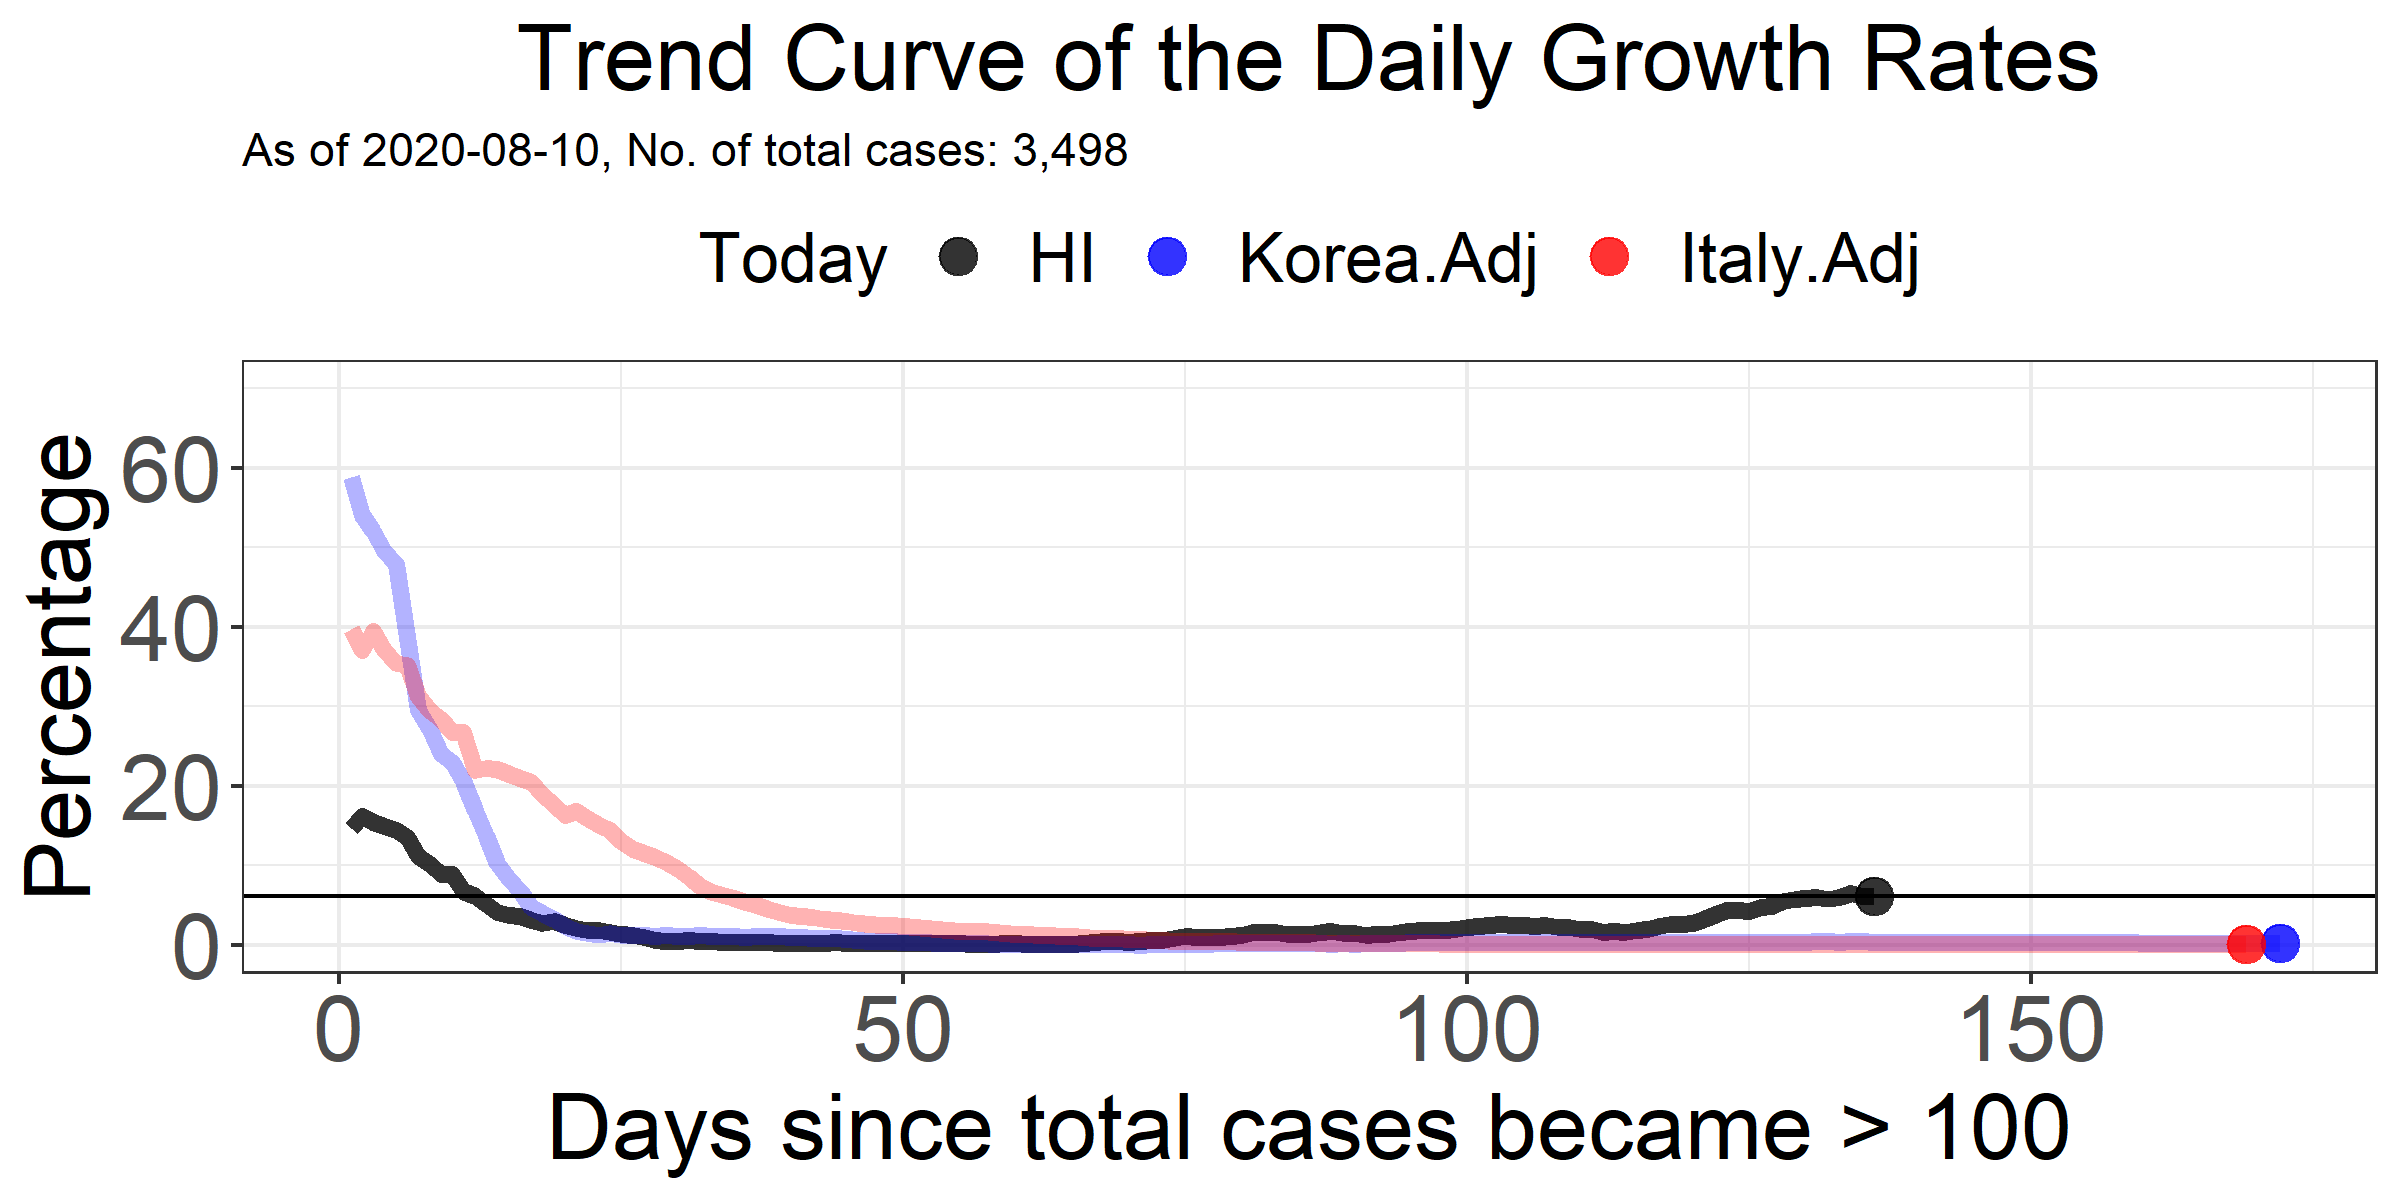 Trend Curve of the Daily Growth Rates
As of 2020-08-10, No. of total cases: 3,498
Today HI Korea.Adj Italy.Adj
Percentage
60
40
20
0
0 50 100 150
Days since total cases became > 100